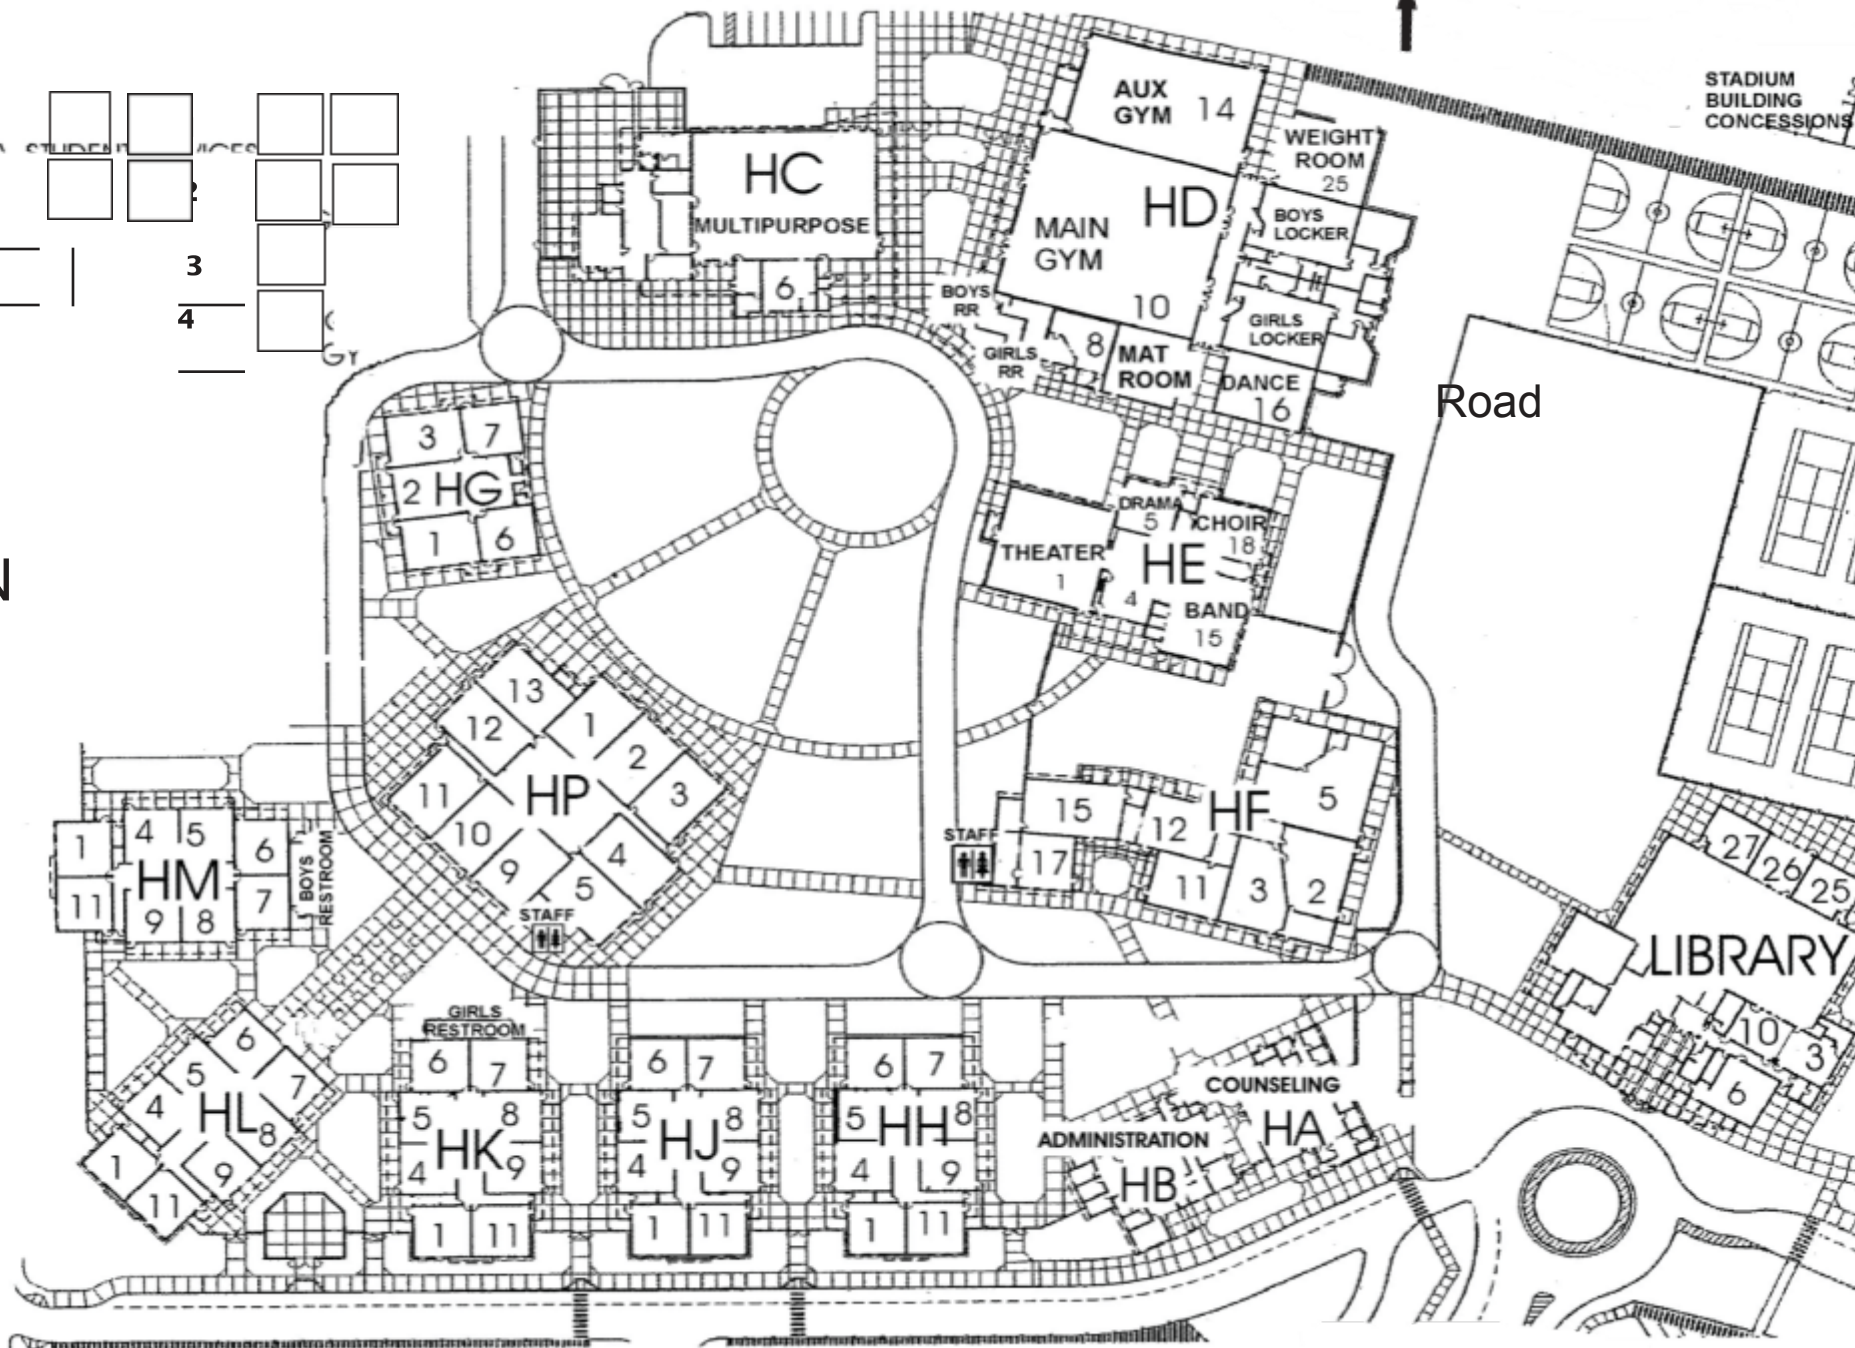 STADIUM
BUILDING
CONCESSIONS
AUX
GYM 14
WEIGHT
ROOM
25
STUDENT
3
4
HC
MULTIPURPOSE
6
HD
MAIN
GYM
10
BOYS
LOCKER
GIRLS
LOCKER
BOYS
RR
GIRLS
RR
8
MAT
ROOM
DANCE
16
Road
3 7
2 HG
1 6
DRAMA
5
CHOIR
18
THEATER
1
HE
4
BAND
15
13
12 1
2
11 HP 3
10
9 4
5
STAFF
15 12 HF 5
STAFF
17 11 3 2
1 4 5 6
HM
11 9 8 7
BOYS
RESTROOM
27 26 25
LIBRARY
10 3
6
6
5 7
4 HL 8
1 9
11
GIRLS
RESTROOM
6 7
5 8
HK
4 9
1 11
6 7
5 8
HJ
4 9
1 11
6 7
5 HH 8
4 9
1 11
COUNSELING
HA
ADMINISTRATION
HB